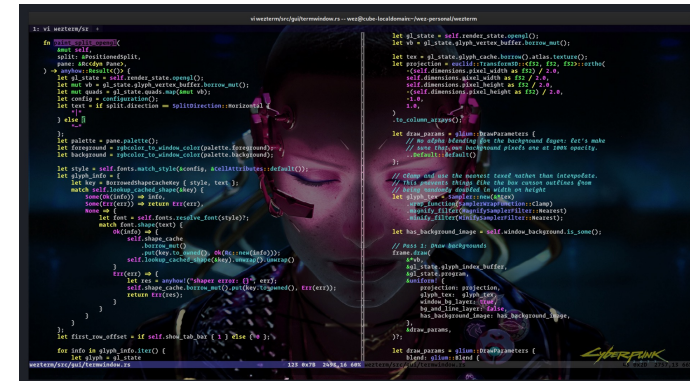 vi wezterm/src/gui/termwindow.rs -- wez@cube-localdomain:~/wez-personal/wezterm
1: vi wezterm/sr +
fn paint_split_opengl(
&mut self,
split: &PositionedSplit,
pane: &Rc<dyn Pane>,
) -> anyhow::Result<()> {
let gl_state = self.render_state.opengl();
let mut vb = gl_state.glyph_vertex_buffer.borrow_mut();
let mut quads = gl_state.quads.map(&mut vb);
let config = configuration();
let text = if split.direction == SplitDirection::Horizontal {
} else {
};
let palette = pane.palette();
let foreground = rgbcolor_to_window_color(palette.foreground);
let background = rgbcolor_to_window_color(palette.background);
let style = self.fonts.match_style(&config, &CellAttributes::default());
let glyph_info = {
let key = BorrowedShapeCacheKey { style, text };
match self.lookup_cached_shape(&key) {
Some(Ok(info)) => info,
Some(Err(err)) => return Err(err),
None => {
let font = self.fonts.resolve_font(style)?;
match font.shape(text) {
Ok(info) => {
self.shape_cache
.borrow_mut()
.put(key.to_owned(), Ok(Rc::new(info)));
self.lookup_cached_shape(&key).unwrap().unwrap()
}
Err(err) => {
let res = anyhow!("shaper error: {}", err);
self.shape_cache.borrow_mut().put(key.to_owned(), Err(err));
return Err(res);
}
}
}
}
};
let first_row_offset = if self.show_tab_bar { 1 } else { 0 };
for info in glyph_info.iter() {
let glyph = gl_state
wezterm/src/gui/termwindow.rs 123 0x7B 2498,16 60%
let gl_state = self.render_state.opengl();
let vb = gl_state.glyph_vertex_buffer.borrow_mut();
let tex = gl_state.glyph_cache.borrow().atlas.texture();
let projection = euclid::Transform3D::<f32, f32, f32>::ortho(
-(self.dimensions.pixel_width as f32) / 2.0,
self.dimensions.pixel_width as f32 / 2.0,
self.dimensions.pixel_height as f32 / 2.0,
-(self.dimensions.pixel_height as f32) / 2.0,
-1.0,
1.0,
)
.to_column_arrays();
let draw_params = glium::DrawParameters {
// No alpha blending for the background layer: let's make
// sure that our background pixels are at 100% opacity.
..Default::default()
};
// Clamp and use the nearest texel rather than interpolate.
// This prevents things like the box cursor outlines from
// being randomly doubled in width or height
let glyph_tex = Sampler::new(&*tex)
.wrap_function(SamplerWrapFunction::Clamp)
.magnify_filter(MagnifySamplerFilter::Nearest)
.minify_filter(MinifySamplerFilter::Nearest);
let has_background_image = self.window_background.is_some();
// Pass 1: Draw backgrounds
frame.draw(
&*vb,
&gl_state.glyph_index_buffer,
&gl_state.program,
&uniform! {
projection: projection,
glyph_tex: glyph_tex,
window_bg_layer: true,
bg_and_line_layer: false,
has_background_image: has_background_image,
},
&draw_params,
)?;
let draw_params = glium::DrawParameters {
blend: glium::Blend {
wezterm/src/gui/termwindow.rs
CYBERPUNK